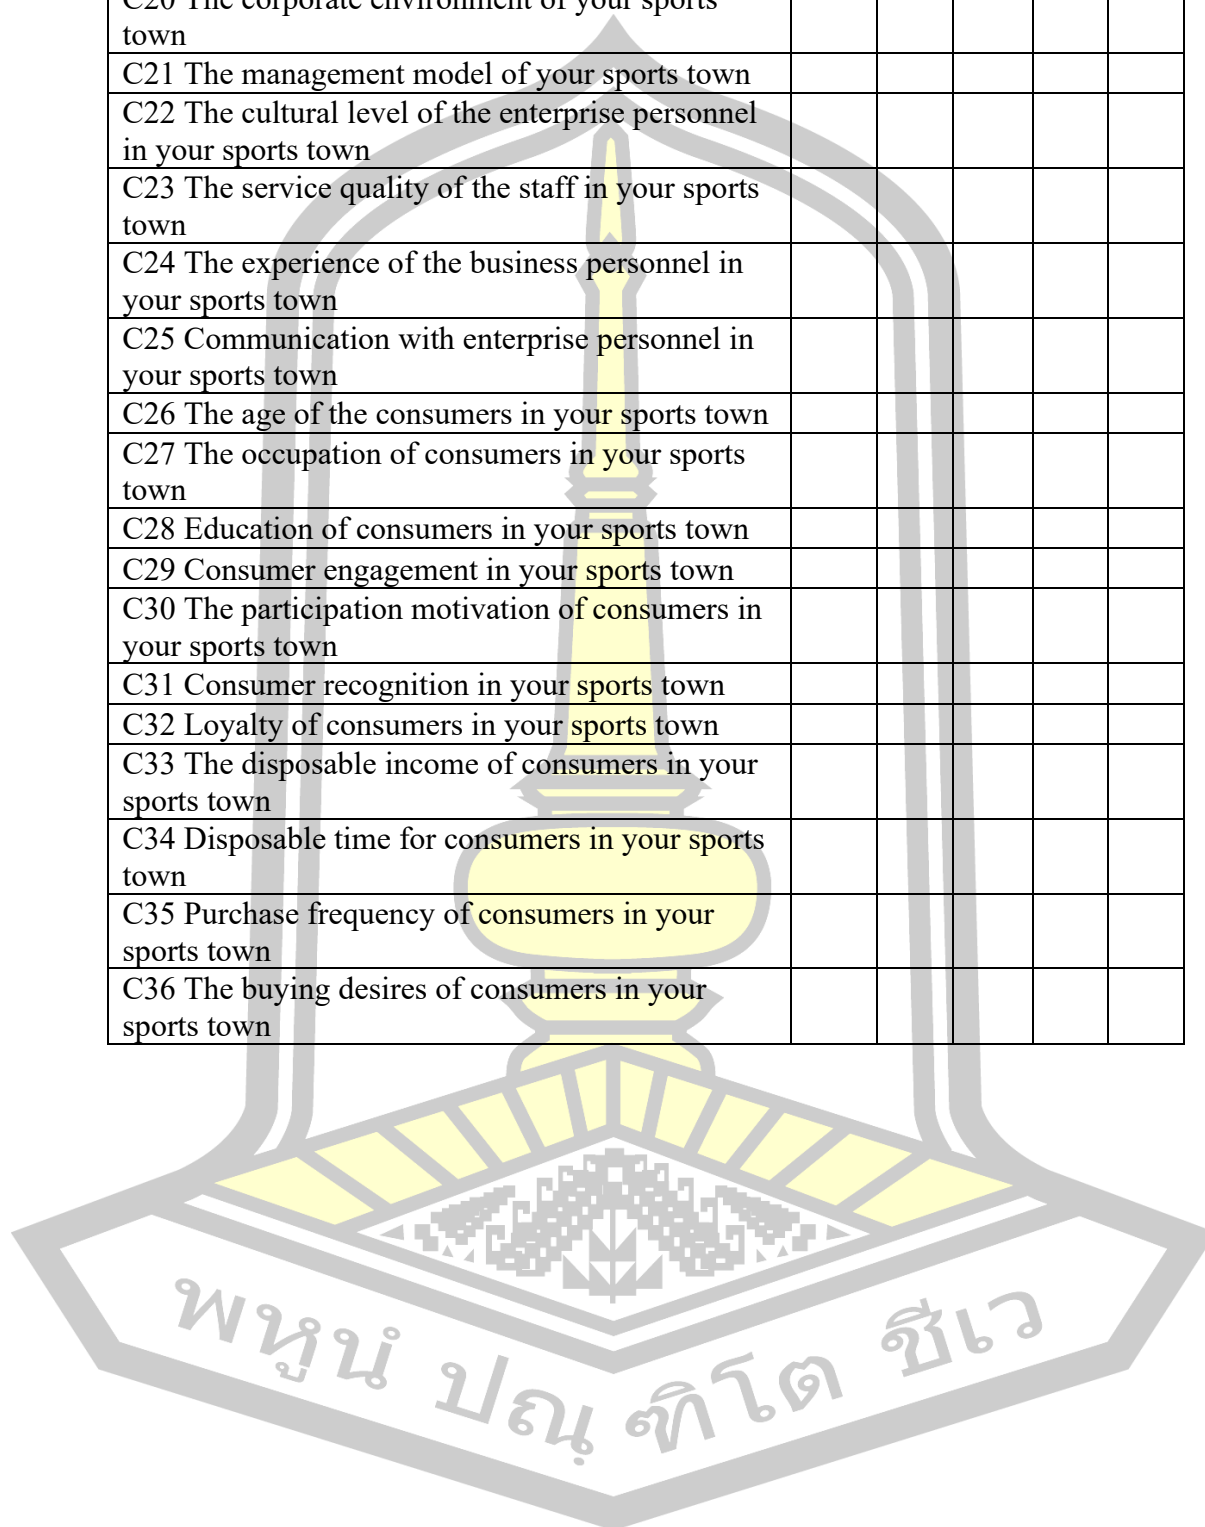 C20 The corporate environment of your sports
town
C21 The management model of your sports town
C22 The cultural level of the enterprise personnel
in your sports town
C23 The service quality of the staff in your sports
town
C24 The experience of the business personnel in
your sports town
C25 Communication with enterprise personnel in
your sports town
C26 The age of the consumers in your sports town
C27 The occupation of consumers in your sports
town
C28 Education of consumers in your sports town
C29 Consumer engagement in your sports town
C30 The participation motivation of consumers in
your sports town
C31 Consumer recognition in your sports town
C32 Loyalty of consumers in your sports town
C33 The disposable income of consumers in your
sports town
C34 Disposable time for consumers in your sports
town
C35 Purchase frequency of consumers in your
sports town
C36 The buying desires of consumers in your
sports town
พหูนํ ปณฺฑิโต ชีเว